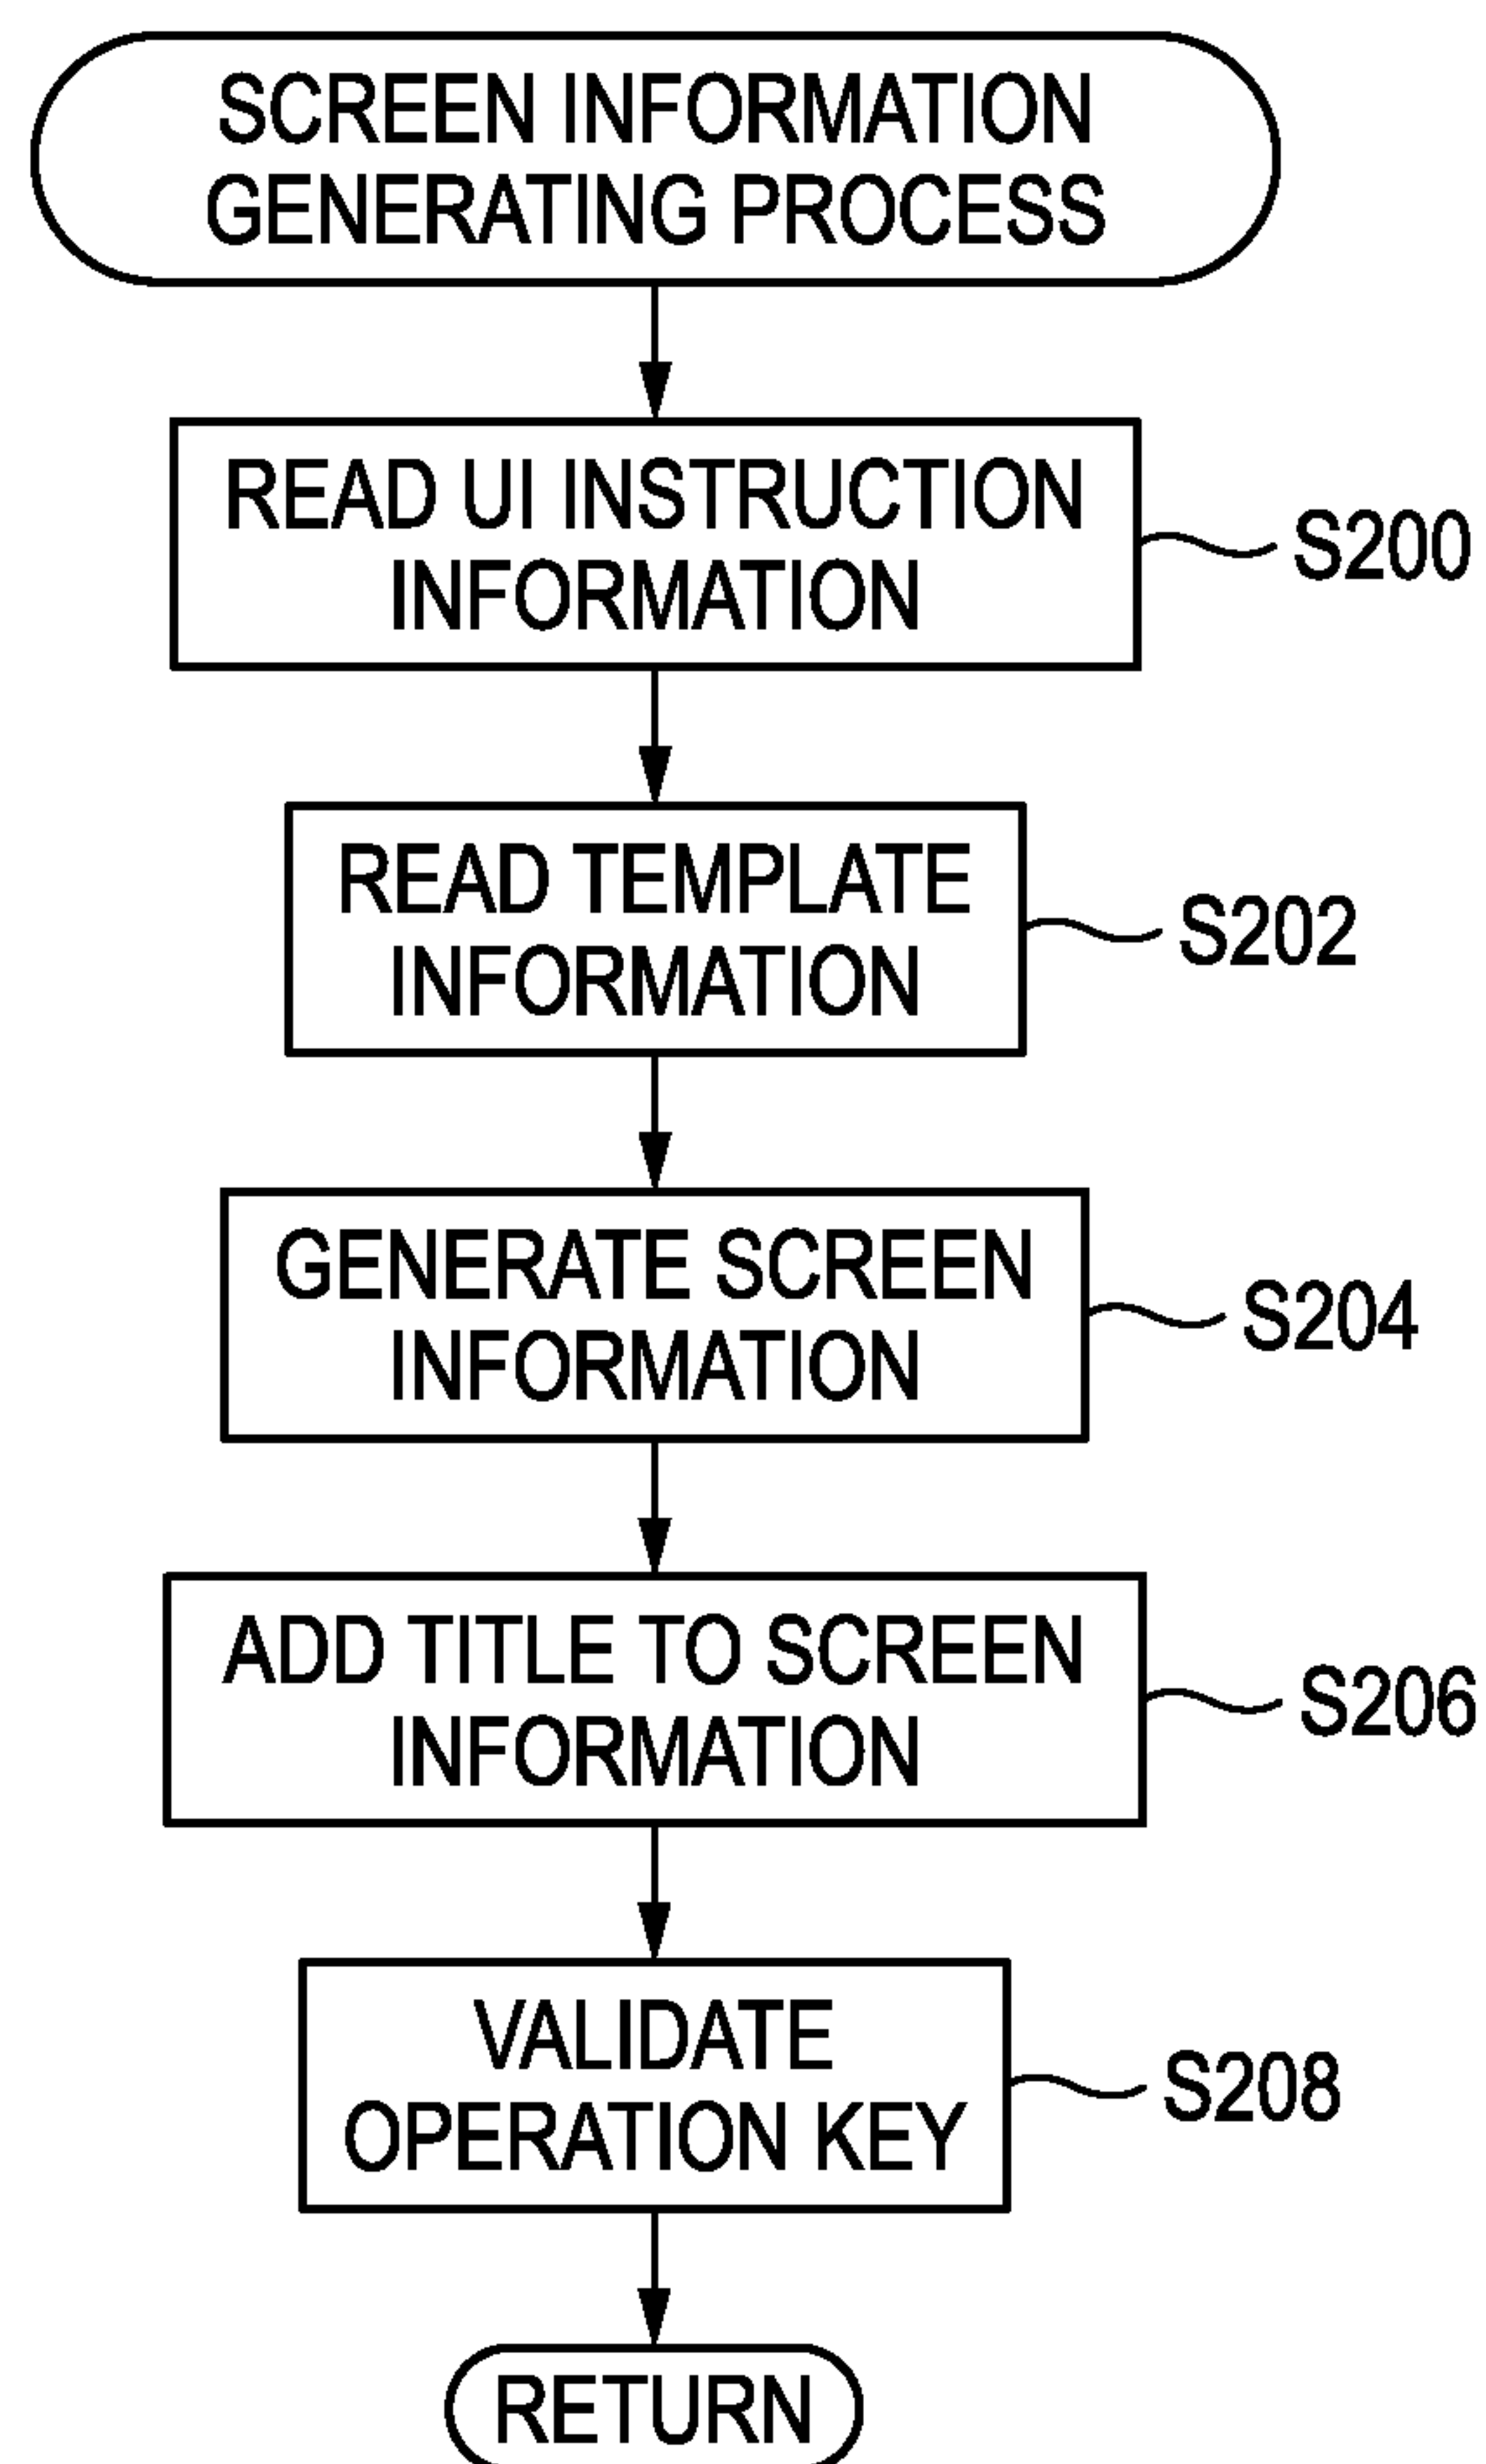 SCREEN INFORMATION
GENERATING PROCESS
READ UI INSTRUCTION
INFORMATION
S200
READ TEMPLATE
INFORMATION
S202
GENERATE SCREEN
INFORMATION
S204
ADD TITLE TO SCREEN
INFORMATION
S206
VALIDATE
OPERATION KEY
S208
RETURN